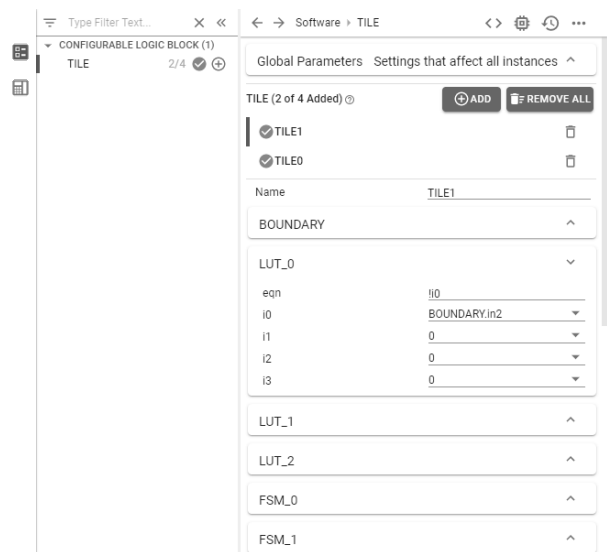 Type Filter Text...
CONFIGURABLE LOGIC BLOCK (1)
TILE 2/4
Software › TILE
Global Parameters Settings that affect all instances
TILE (2 of 4 Added)
ADD
REMOVE ALL
TILE1
TILE0
Name TILE1
BOUNDARY
LUT_0
eqn !i0
i0 BOUNDARY.in2
i1 0
i2 0
i3 0
LUT_1
LUT_2
FSM_0
FSM_1